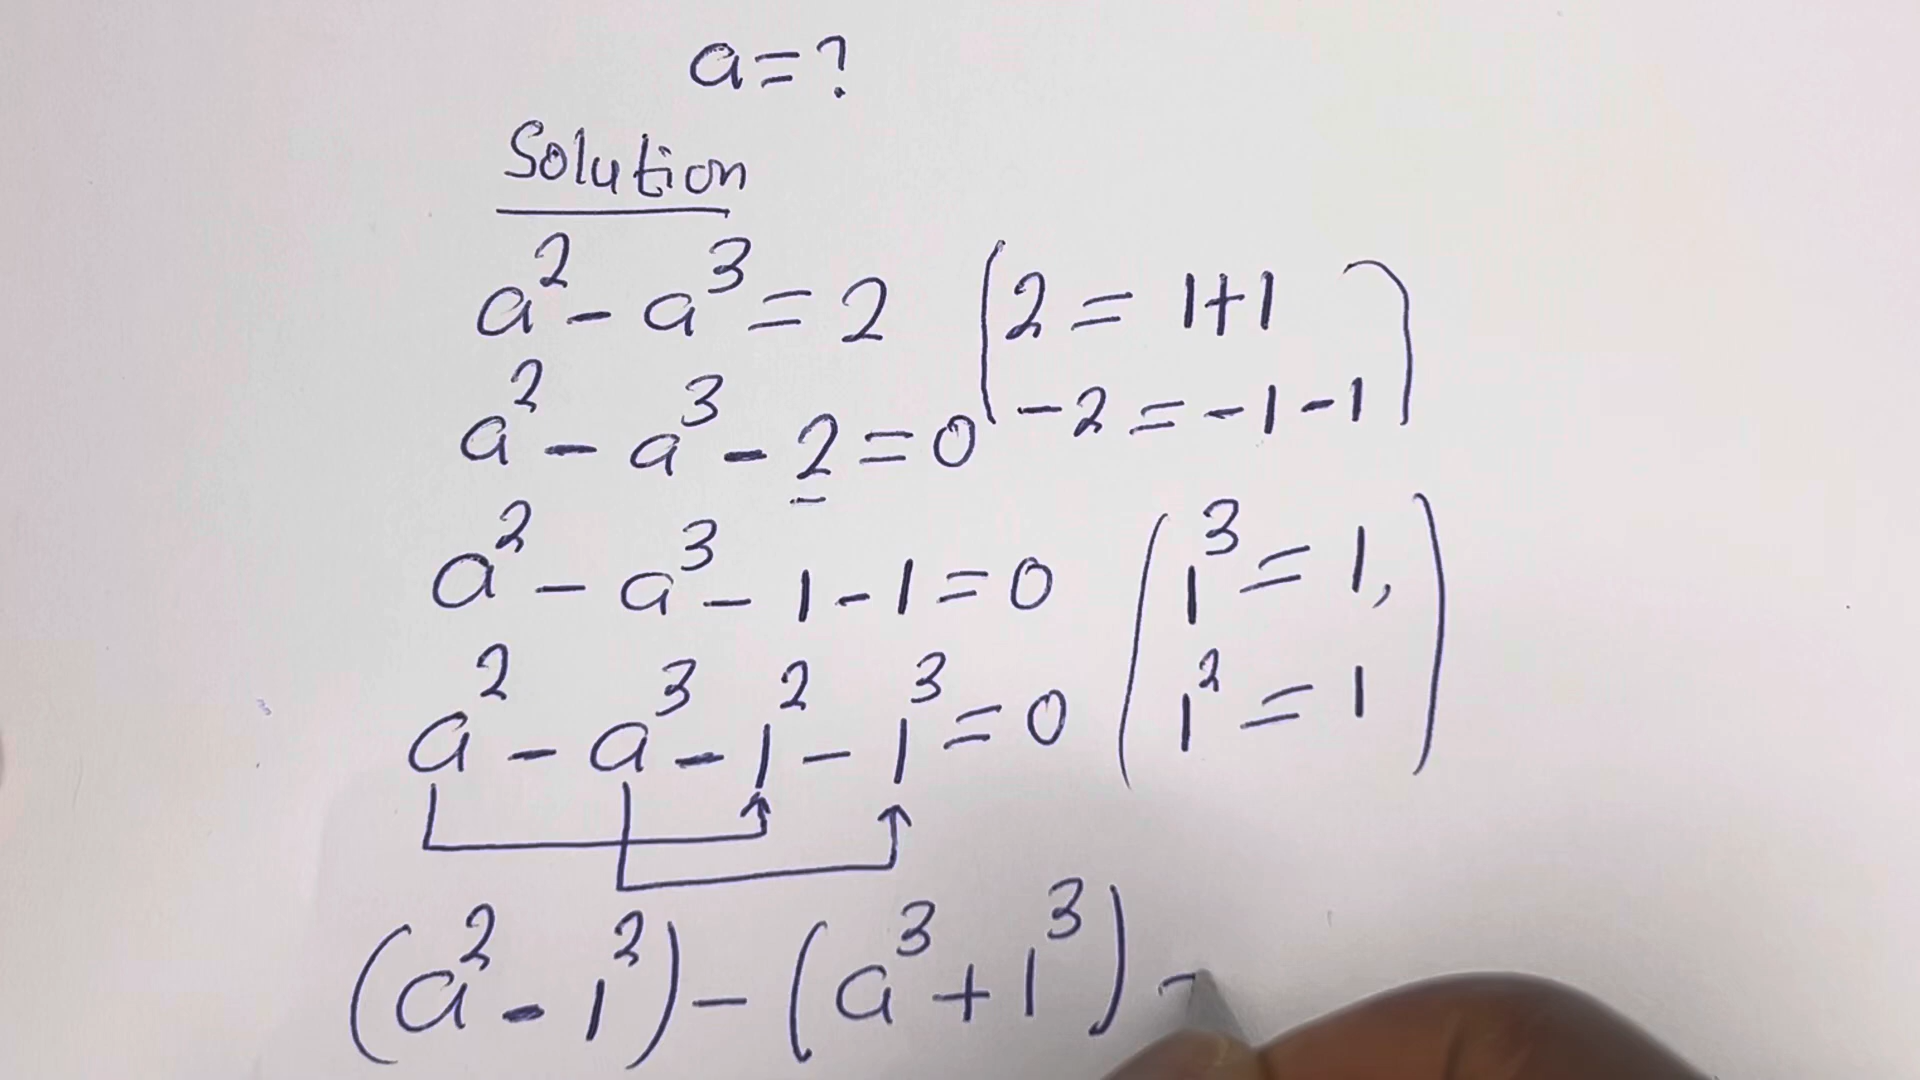 a=?
Solution
a² - a³ = 2 (2 = 1+1
a² - a³ - 2 = 0 -2 = -1-1)
a² - a³ - 1 - 1 = 0 (1³ = 1,
a² - a³ - 1² - 1³ = 0 1² = 1)
(a² - 1²) - (a³ + 1³) -